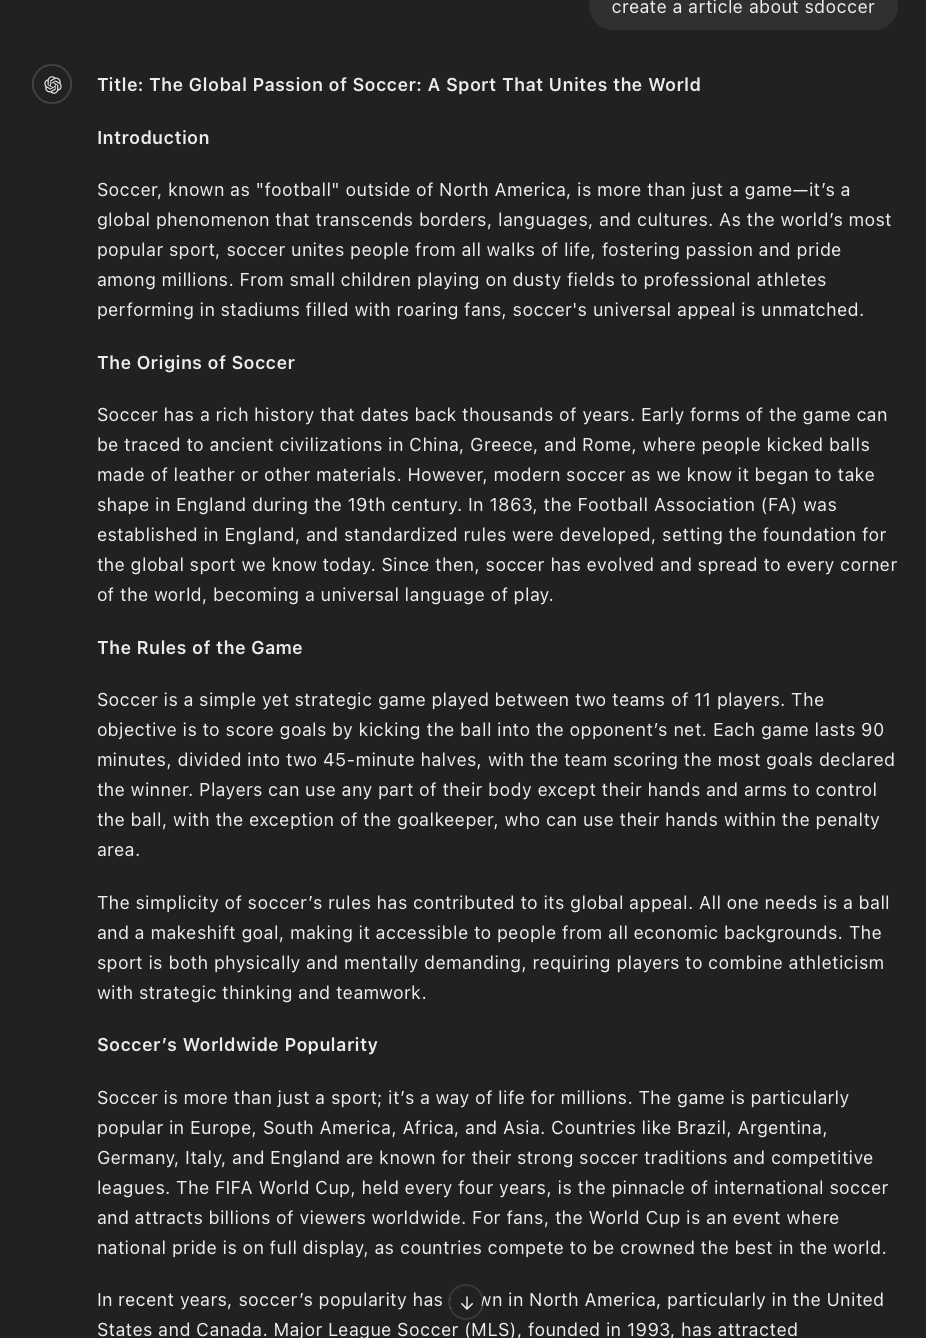 create a article about sdoccer
Title: The Global Passion of Soccer: A Sport That Unites the World
Introduction
Soccer, known as "football" outside of North America, is more than just a game—it’s a
global phenomenon that transcends borders, languages, and cultures. As the world’s most
popular sport, soccer unites people from all walks of life, fostering passion and pride
among millions. From small children playing on dusty fields to professional athletes
performing in stadiums filled with roaring fans, soccer's universal appeal is unmatched.
The Origins of Soccer
Soccer has a rich history that dates back thousands of years. Early forms of the game can
be traced to ancient civilizations in China, Greece, and Rome, where people kicked balls
made of leather or other materials. However, modern soccer as we know it began to take
shape in England during the 19th century. In 1863, the Football Association (FA) was
established in England, and standardized rules were developed, setting the foundation for
the global sport we know today. Since then, soccer has evolved and spread to every corner
of the world, becoming a universal language of play.
The Rules of the Game
Soccer is a simple yet strategic game played between two teams of 11 players. The
objective is to score goals by kicking the ball into the opponent’s net. Each game lasts 90
minutes, divided into two 45-minute halves, with the team scoring the most goals declared
the winner. Players can use any part of their body except their hands and arms to control
the ball, with the exception of the goalkeeper, who can use their hands within the penalty
area.
The simplicity of soccer’s rules has contributed to its global appeal. All one needs is a ball
and a makeshift goal, making it accessible to people from all economic backgrounds. The
sport is both physically and mentally demanding, requiring players to combine athleticism
with strategic thinking and teamwork.
Soccer’s Worldwide Popularity
Soccer is more than just a sport; it’s a way of life for millions. The game is particularly
popular in Europe, South America, Africa, and Asia. Countries like Brazil, Argentina,
Germany, Italy, and England are known for their strong soccer traditions and competitive
leagues. The FIFA World Cup, held every four years, is the pinnacle of international soccer
and attracts billions of viewers worldwide. For fans, the World Cup is an event where
national pride is on full display, as countries compete to be crowned the best in the world.
In recent years, soccer’s popularity has in North America, particularly in the United
States and Canada. Major League Soccer (MLS), founded in 1993, has attracted